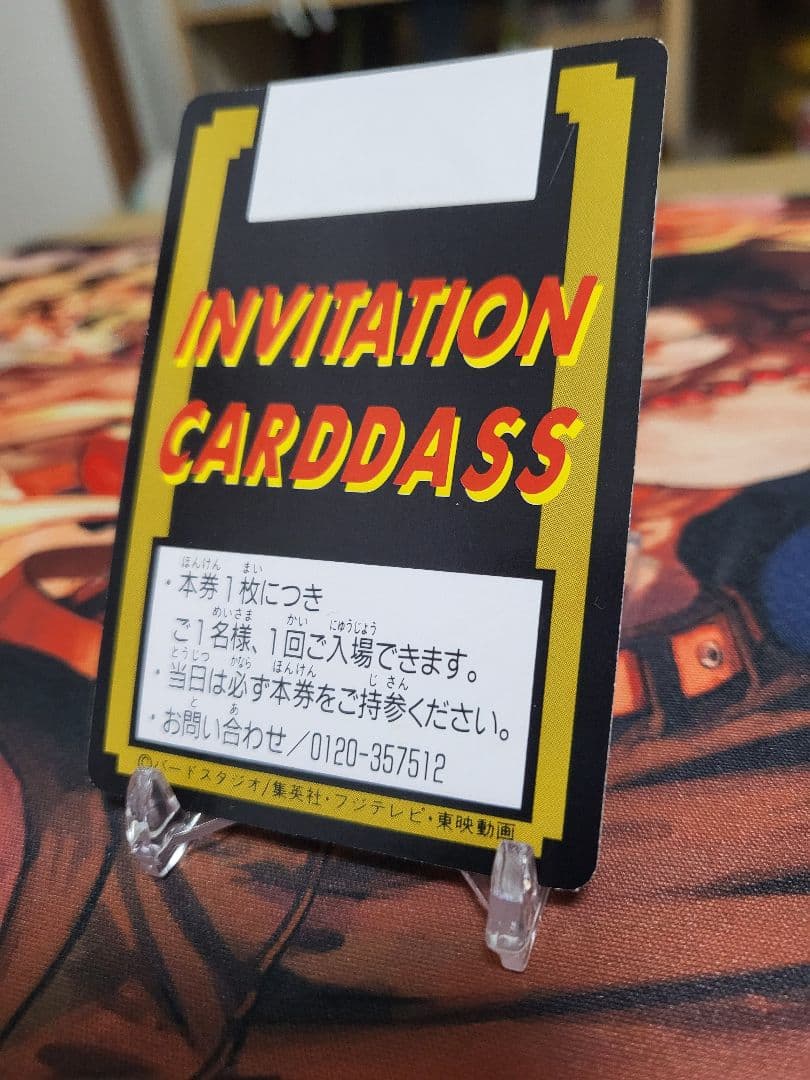 INVITATION
CARDDASS
・本券1枚につき
ご1名様、1回ご入場できます。
・当日は必ず本券をご持参ください。
・お問い合わせ／0120-357512
©バードスタジオ/集英社・フジテレビ・東映動画